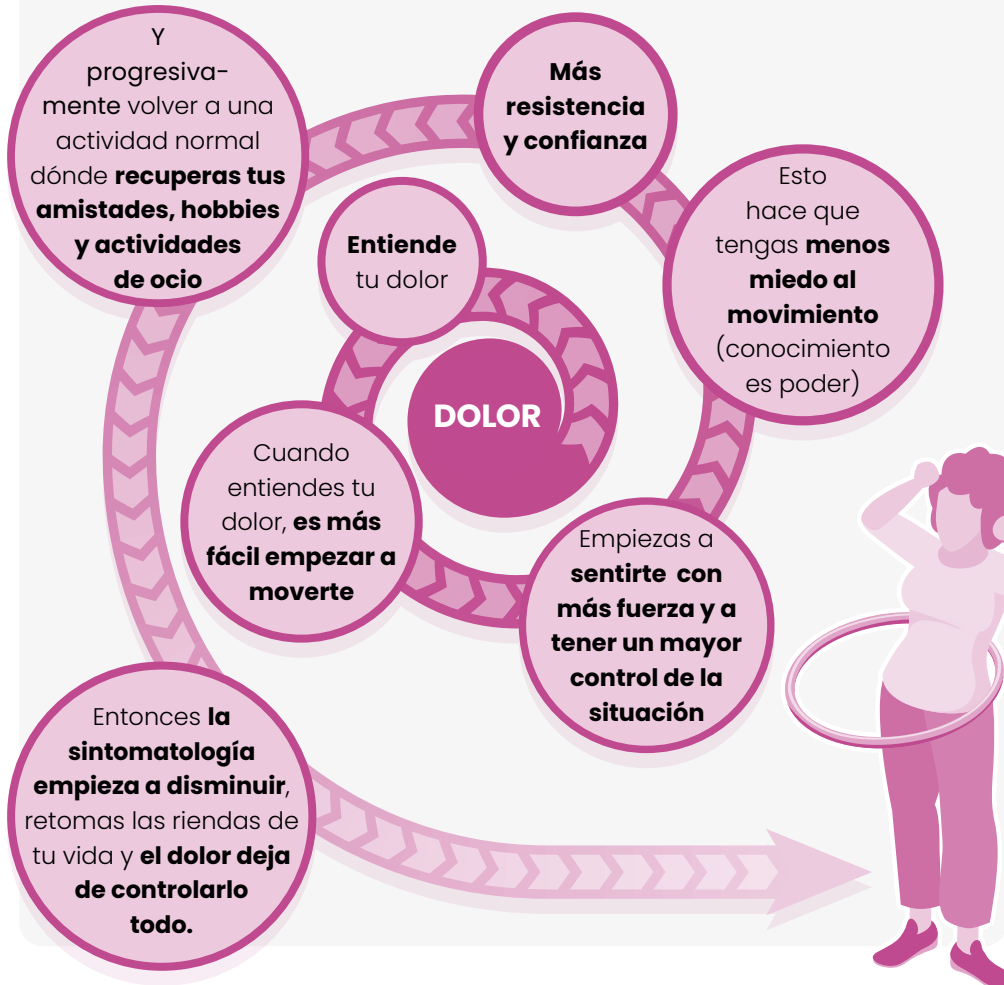 DOLOR
Entiende
tu dolor
Cuando
entiendes tu
dolor, es más
fácil empezar a
moverte
Empiezas a
sentirte con
más fuerza y a
tener un mayor
control de la
situación
Esto
hace que
tengas menos
miedo al
movimiento
(conocimiento
es poder)
Más
resistencia
y confianza
Y
progresiva-
mente volver a una
actividad normal
dónde recuperas tus
amistades, hobbies
y actividades
de ocio
Entonces la
sintomatología
empieza a disminuir,
retomas las riendas de
tu vida y el dolor deja
de controlarlo
todo.